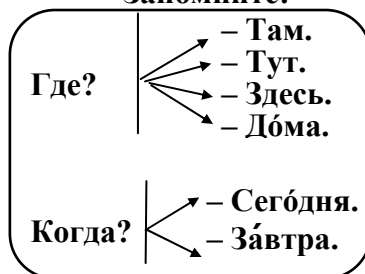 Запомните!
Где?
– Там.
– Тут.
– Здесь.
– До́ма.
Когда?
– Сего́дня.
– За́втра.